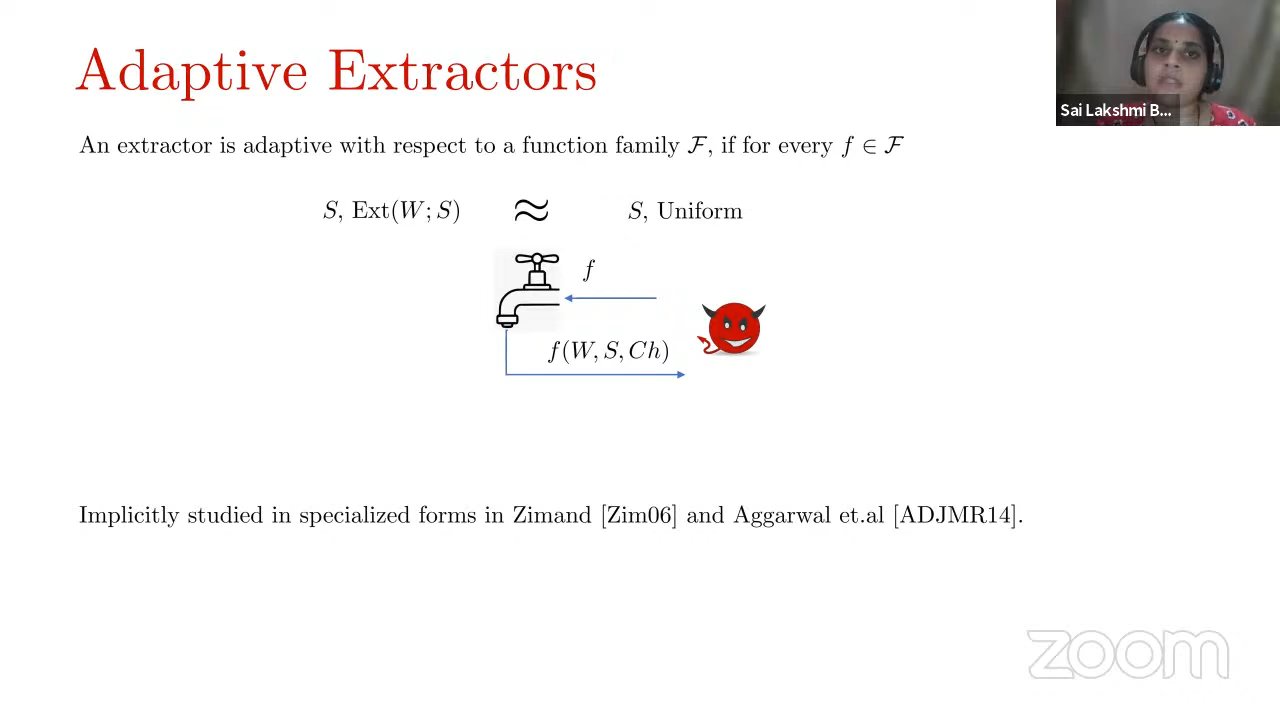 Adaptive Extractors
Sai Lakshmi B...
An extractor is adaptive with respect to a function family ℱ, if for every f ∈ ℱ
S, Ext(W; S) ≈ S, Uniform
f
f(W, S, Ch)
Implicitly studied in specialized forms in Zimand [Zim06] and Aggarwal et.al [ADJMR14].
zoom